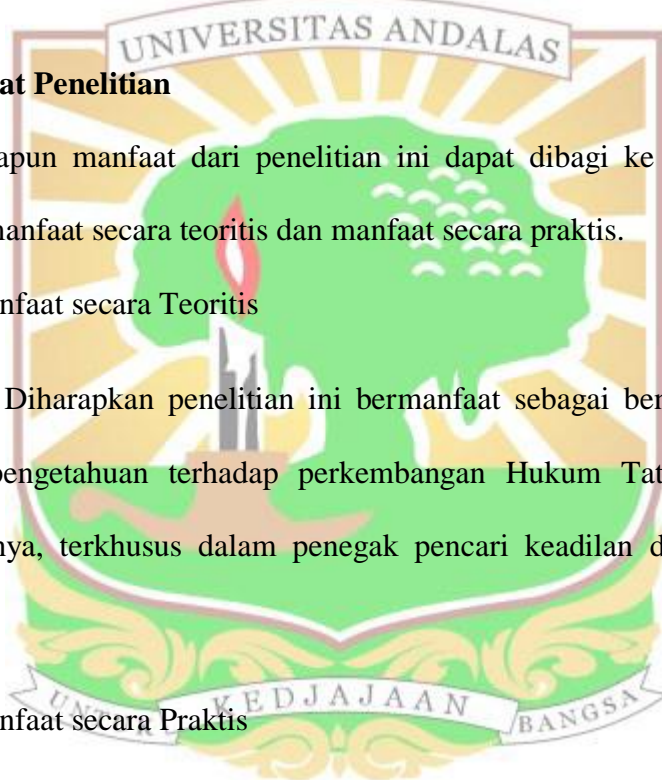 UNIVERSITAS ANDALAS
at Penelitian
apun manfaat dari penelitian ini dapat dibagi ke
manfaat secara teoritis dan manfaat secara praktis.
nfaat secara Teoritis
Diharapkan penelitian ini bermanfaat sebagai ber
pengetahuan terhadap perkembangan Hukum Tat
nya, terkhusus dalam penegak pencari keadilan d
UNTUK KEDJAJAAN BANGSA
nfaat secara Praktis